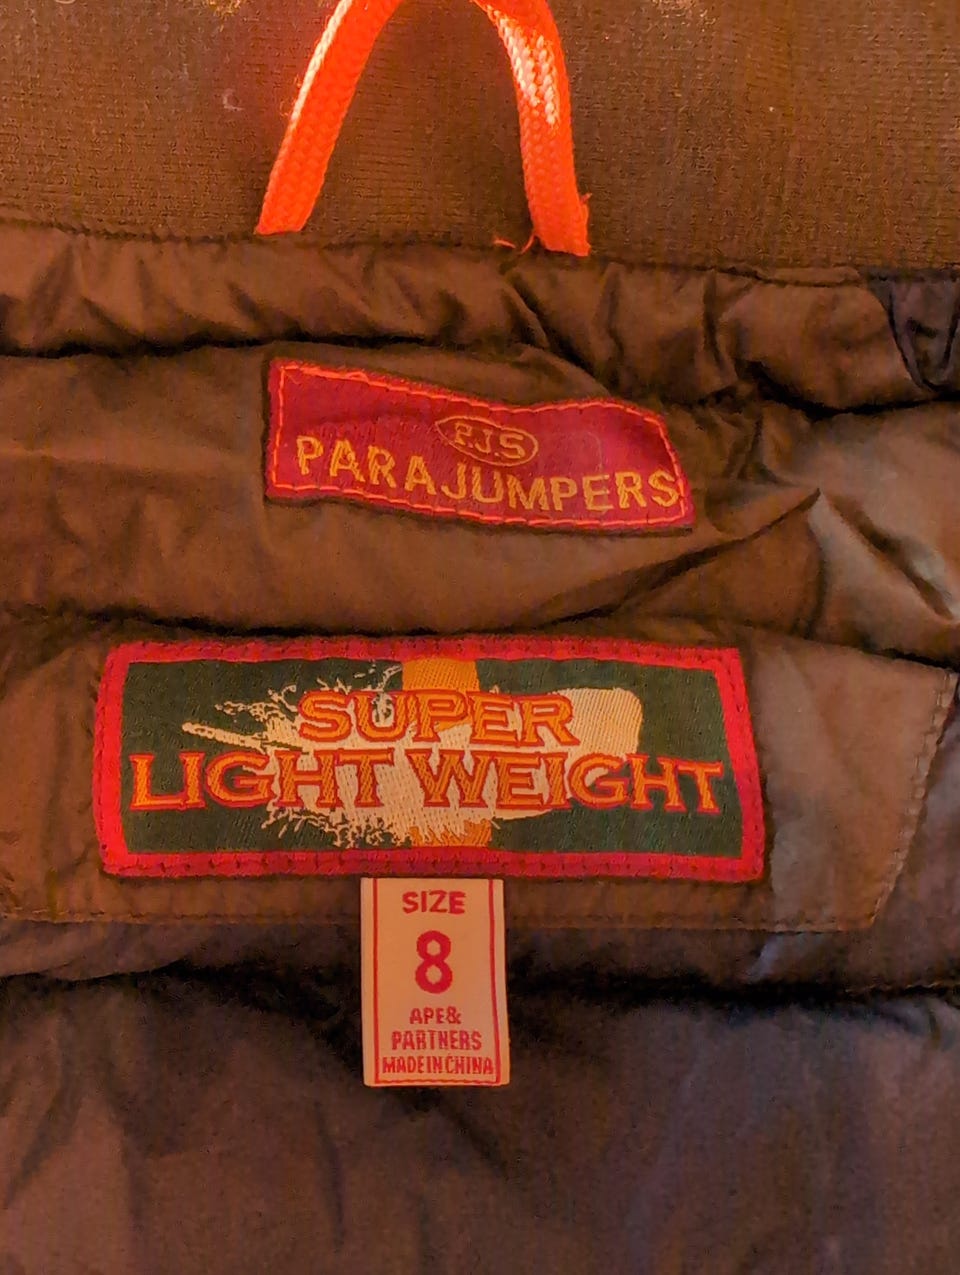 P.J.S
PARAJUMPERS
SUPER
LIGHT WEIGHT
SIZE
8
APE&
PARTNERS
MADE IN CHINA